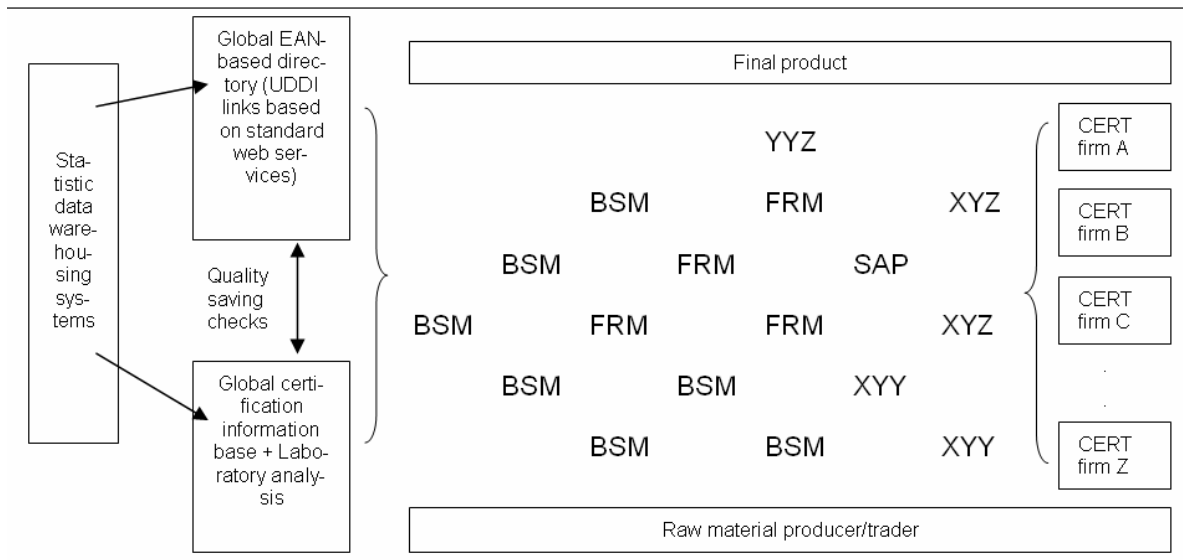 Sta-
tistic
data
ware-
hou-
sing
sys-
tems
Global EAN-
based direc-
tory (UDDI
links based
on standard
web ser-
vices)
Quality
saving
checks
Global certi-
fication
information
base + Labo-
ratory analy-
sis
Final product
YYZ
BSM FRM XYZ
BSM FRM SAP
BSM FRM FRM XYZ
BSM BSM XYY
BSM BSM XYY
Raw material producer/trader
CERT
firm A
CERT
firm B
CERT
firm C
.
.
CERT
firm Z